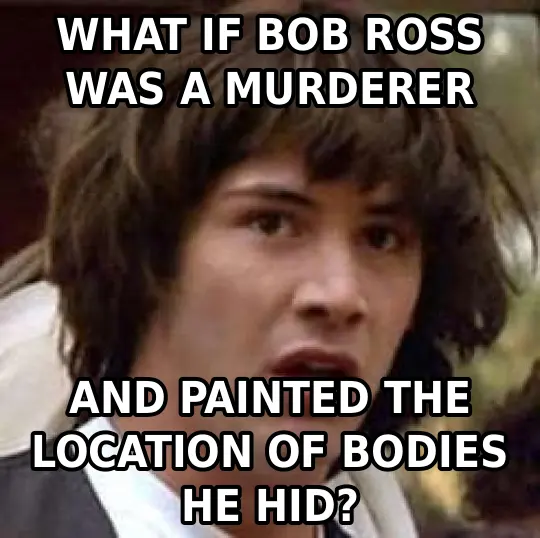 WHAT IF BOB ROSS
WAS A MURDERER
AND PAINTED THE
LOCATION OF BODIES
HE HID?